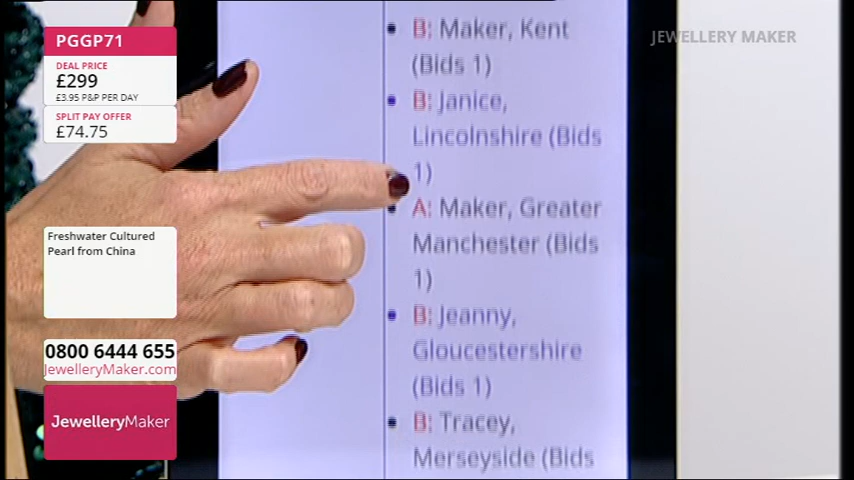 PGGP71
DEAL PRICE
£299
£3.95 P&P PER DAY
SPLIT PAY OFFER
£74.75
Freshwater Cultured
Pearl from China
0800 6444 655
JewelleryMaker.com
JewelleryMaker
JEWELLERY MAKER
B: Maker, Kent
(Bids 1)
B: Janice,
Lincolnshire (Bids
1)
A: Maker, Greater
Manchester (Bids
1)
B: Jeanny,
Gloucestershire
(Bids 1)
B: Tracey,
Merseyside (Bids